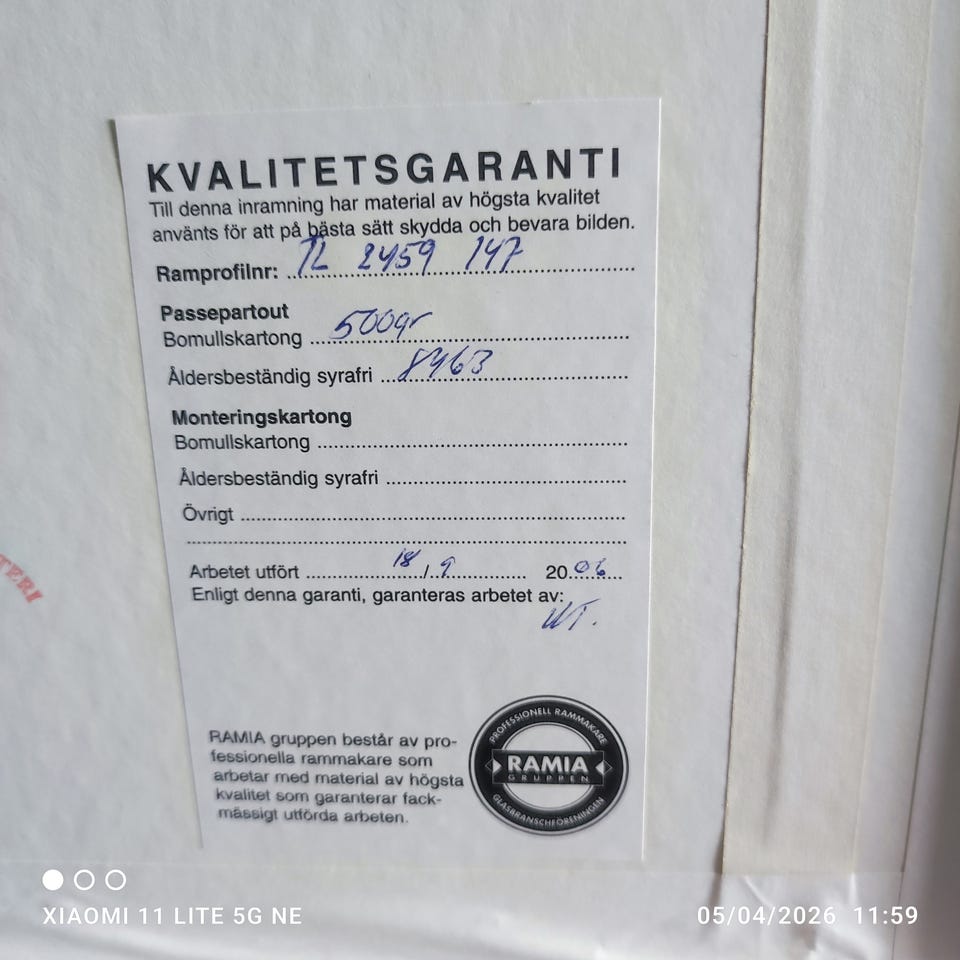 KVALITETSGARANTI
Till denna inramning har material av högsta kvalitet
använts för att på bästa sätt skydda och bevara bilden.
Ramprofilnr: TL 2459 147
Passepartout
Bomullskartong 500gr
Åldersbeständig syrafri 8463
Monteringskartong
Bomullskartong
Åldersbeständig syrafri
Övrigt
Arbetet utfört 18/9 2006
Enligt denna garanti, garanteras arbetet av:
RAMIA gruppen består av pro-
fessionella rammakare som
arbetar med material av högsta
kvalitet som garanterar fack-
mässigt utförda arbeten.
PROFESSIONELL RAMMAKARE
RAMIA
GRUPPEN
GLASBRANSCHFÖRENINGEN
TERI
XIAOMI 11 LITE 5G NE
05/04/2026 11:59